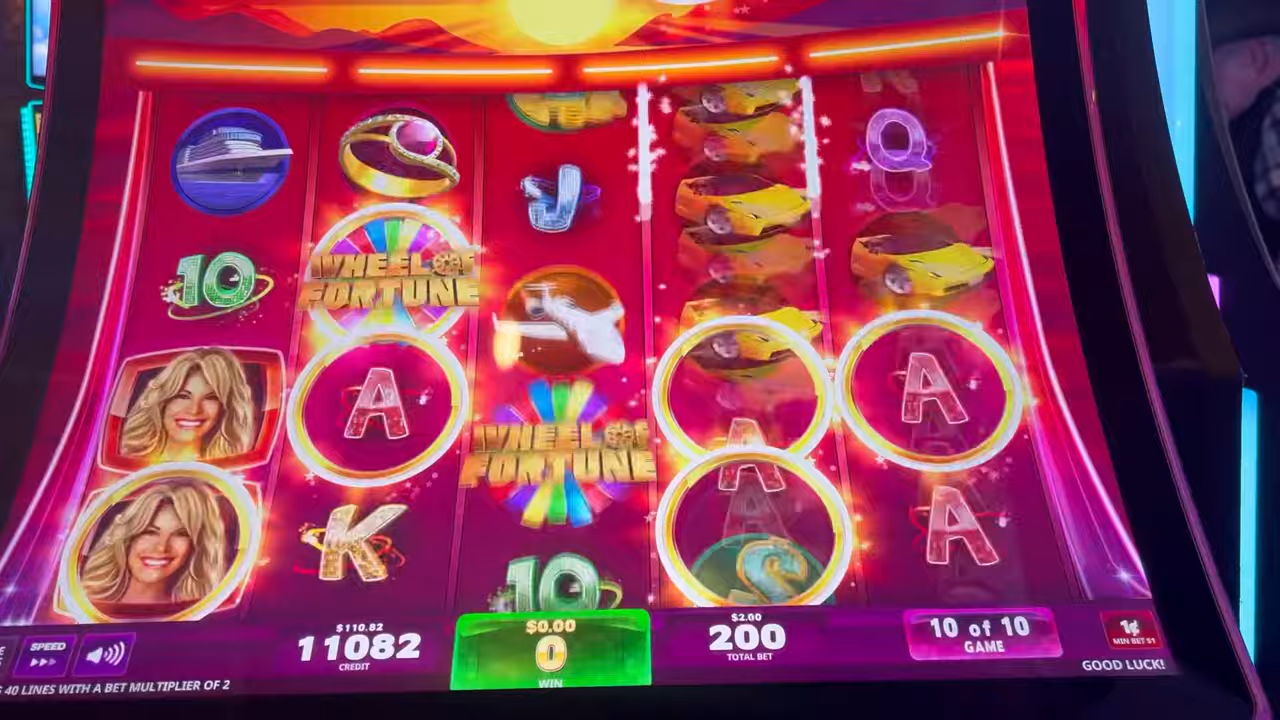 Q
J
10
WHEEL OF
FORTUNE
A
A
WHEEL OF
FORTUNE
A
A
K
A
10
SPEED
$110.82
11082
CREDIT
$0.00
0
WIN
$2.00
200
TOTAL BET
10 of 10
GAME
1¢
MIN BET $1
GOOD LUCK!
40 LINES WITH A BET MULTIPLIER OF 2